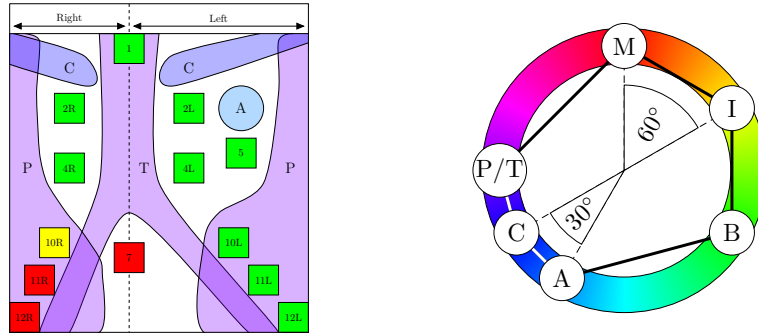 Right Left
1
C C
2R 2L A
5
P 4R T 4L P
10R 10L
7
11R 11L
12R 12L
M
I
60°
P/T
30°
C B
A